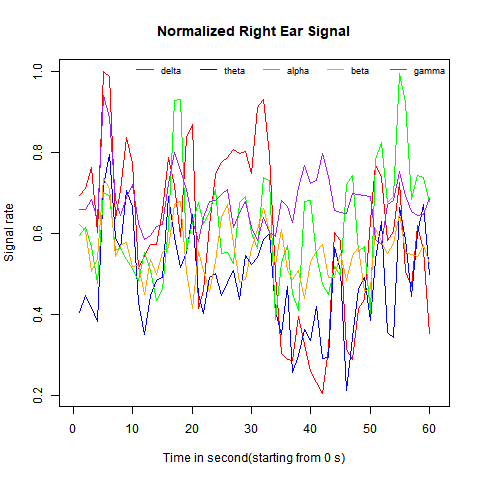 Normalized Right Ear Signal
delta theta alpha beta gamma
1.0
0.8
0.6
0.4
0.2
Signal rate
0 10 20 30 40 50 60
Time in second(starting from 0 s)